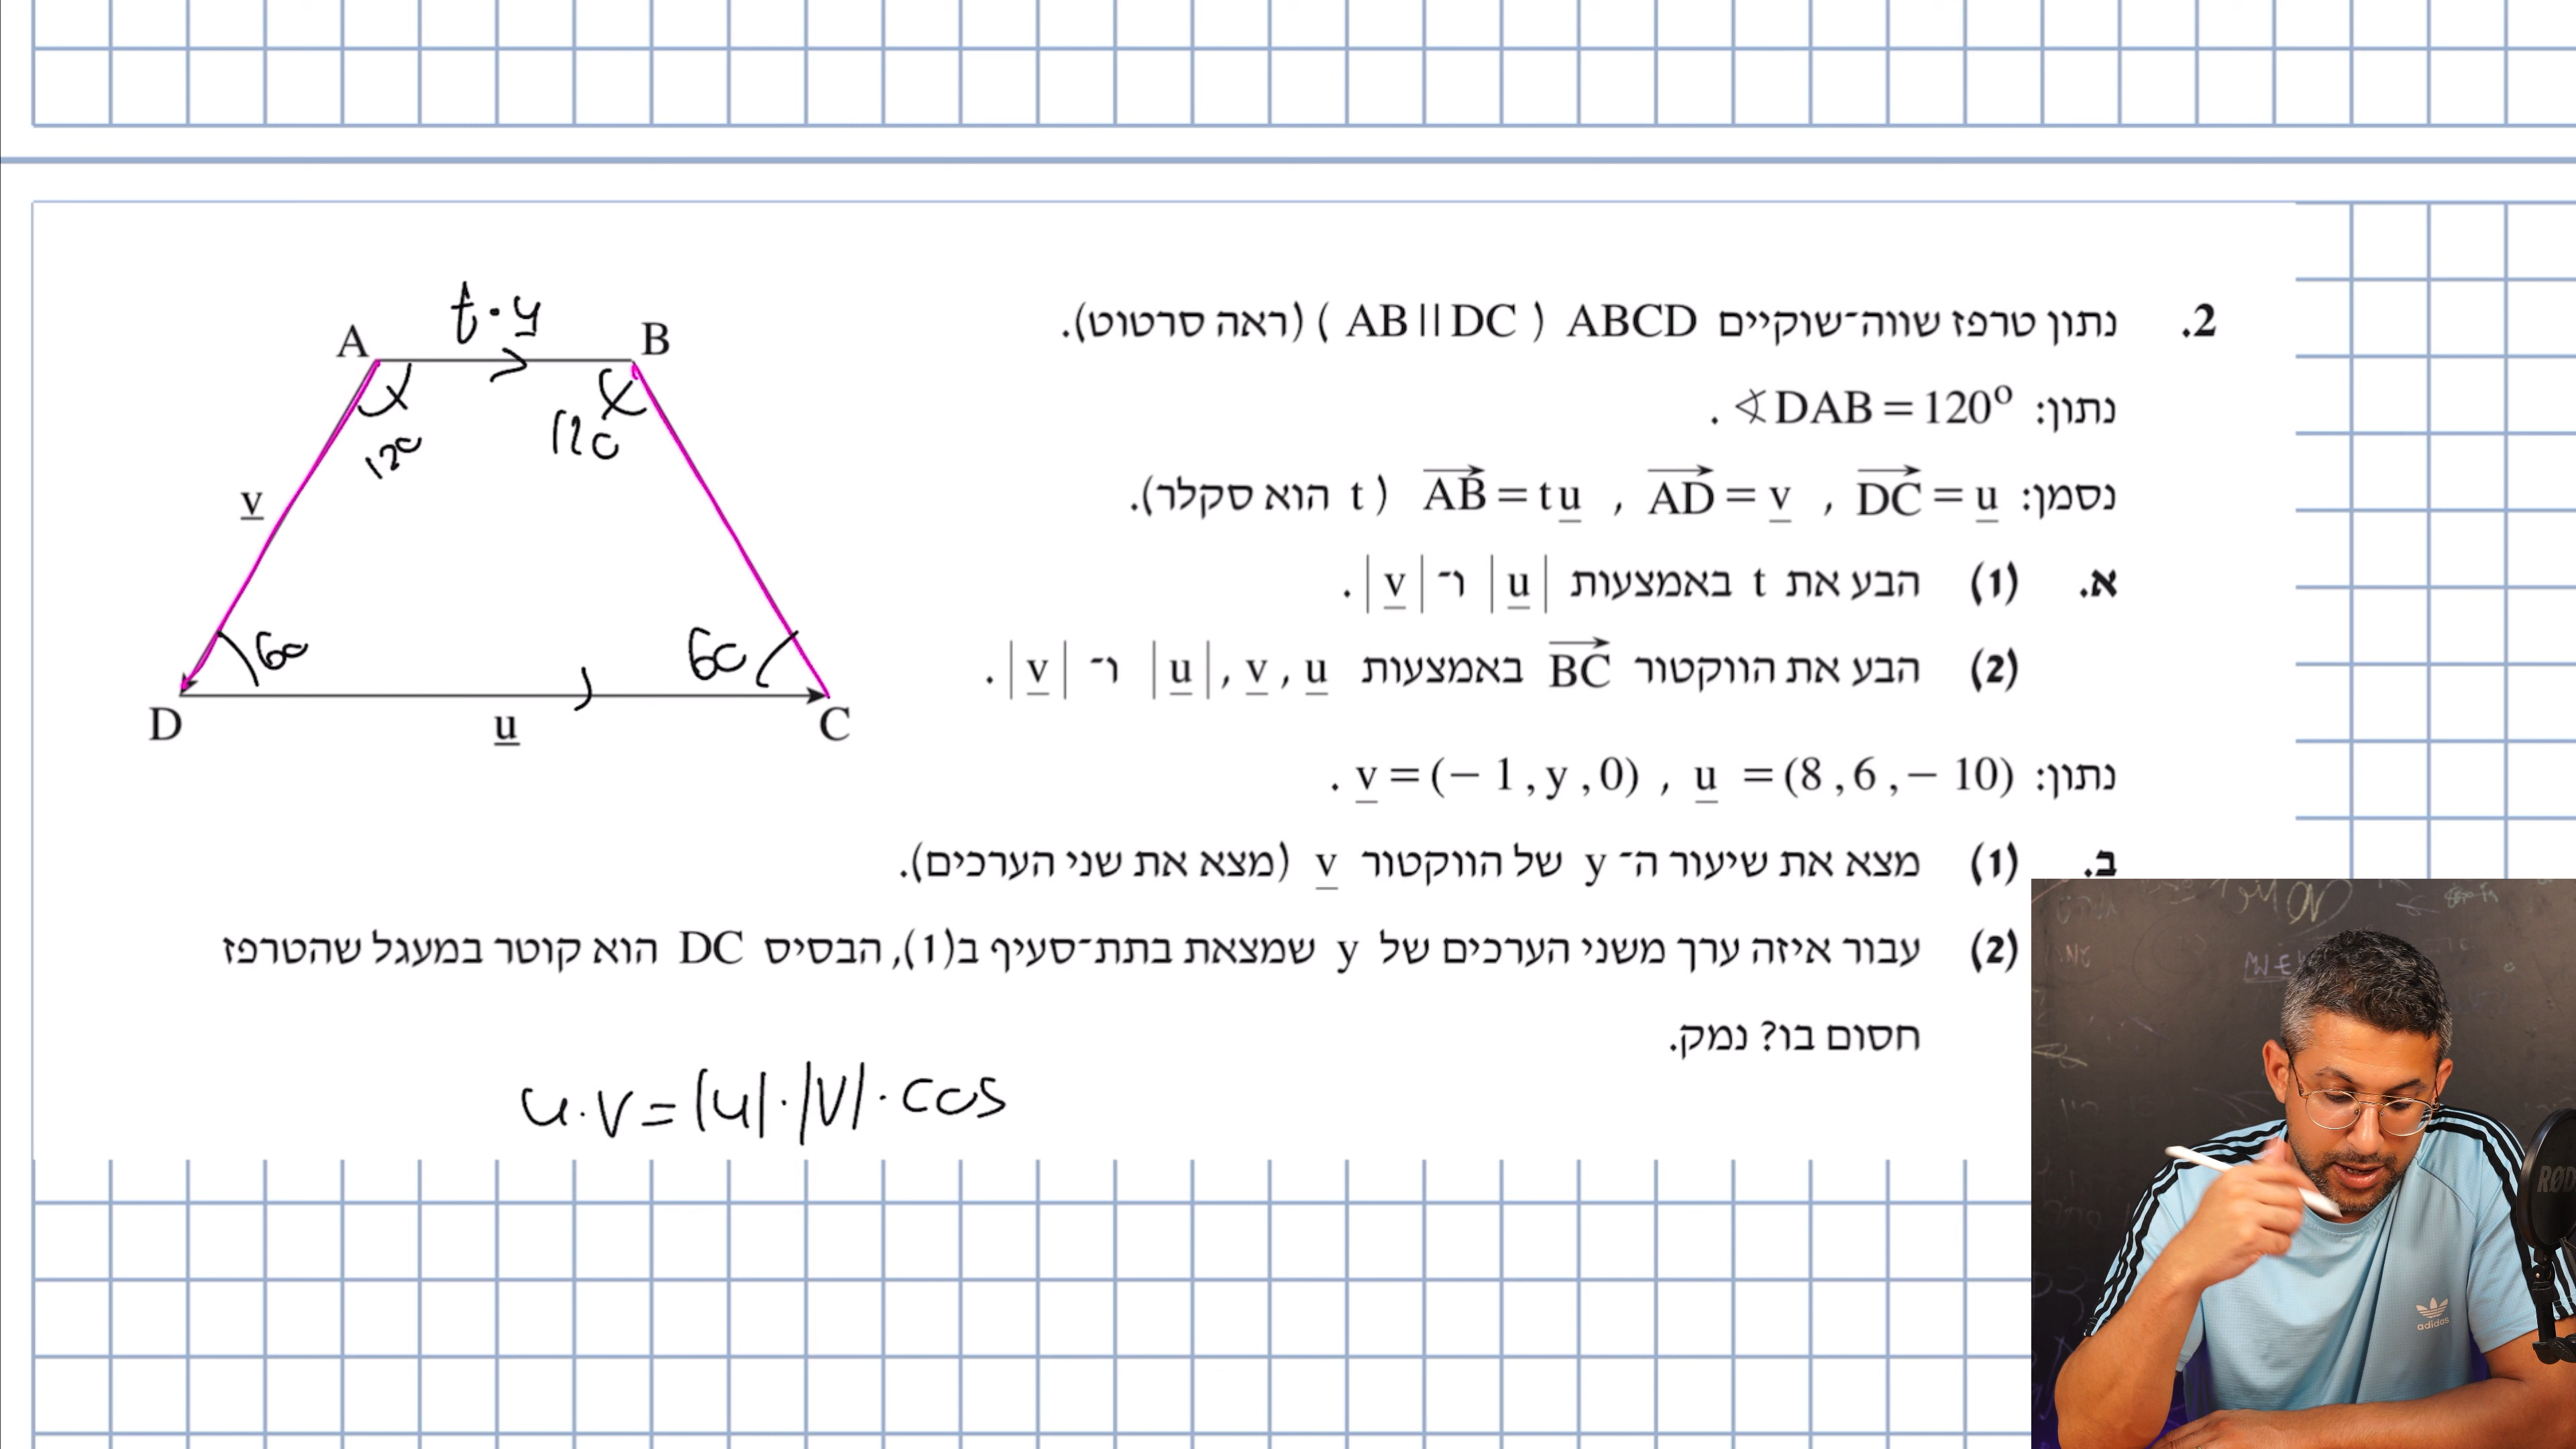 2. נתון טרפז שווה־שוקיים ABCD ( AB || DC ) (ראה סרטוט).
נתון: ∢DAB = 120° .
נסמן: DC = u , AD = v , AB = tu ( t הוא סקלר).
א. (1) הבע את t באמצעות |u| ו־ |v| .
(2) הבע את הווקטור BC באמצעות u , v , |u| ו־ |v| .
נתון: u = (8 , 6 , − 10) , v = (− 1 , y , 0) .
ב. (1) מצא את שיעור ה־ y של הווקטור v (מצא את שני הערכים).
(2) עבור איזה ערך משני הערכים של y שמצאת בתת־סעיף ב(1), הבסיס DC הוא קוטר במעגל שהטרפז
חסום בו? נמק.
t·u
A B
120 120
v
60 60
D u C
u·v = |u|·|v|·cos
adidas